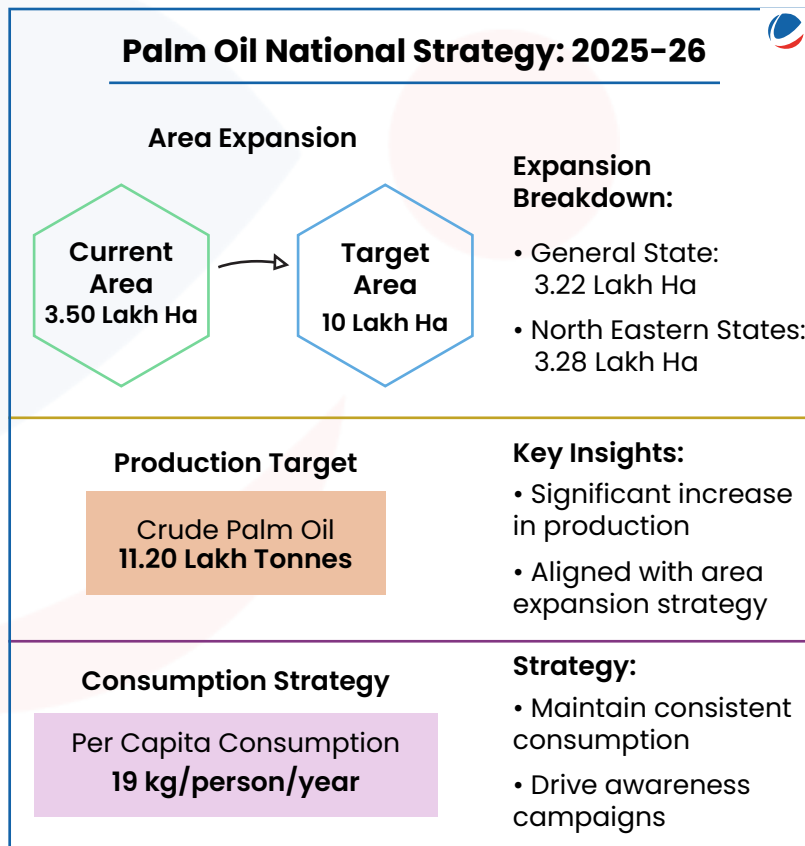 Palm Oil National Strategy: 2025-26
Area Expansion
Current
Area
3.50 Lakh Ha
Target
Area
10 Lakh Ha
Expansion
Breakdown:
• General State:
3.22 Lakh Ha
• North Eastern States:
3.28 Lakh Ha
Production Target
Crude Palm Oil
11.20 Lakh Tonnes
Key Insights:
• Significant increase
in production
• Aligned with area
expansion strategy
Consumption Strategy
Per Capita Consumption
19 kg/person/year
Strategy:
• Maintain consistent
consumption
• Drive awareness
campaigns